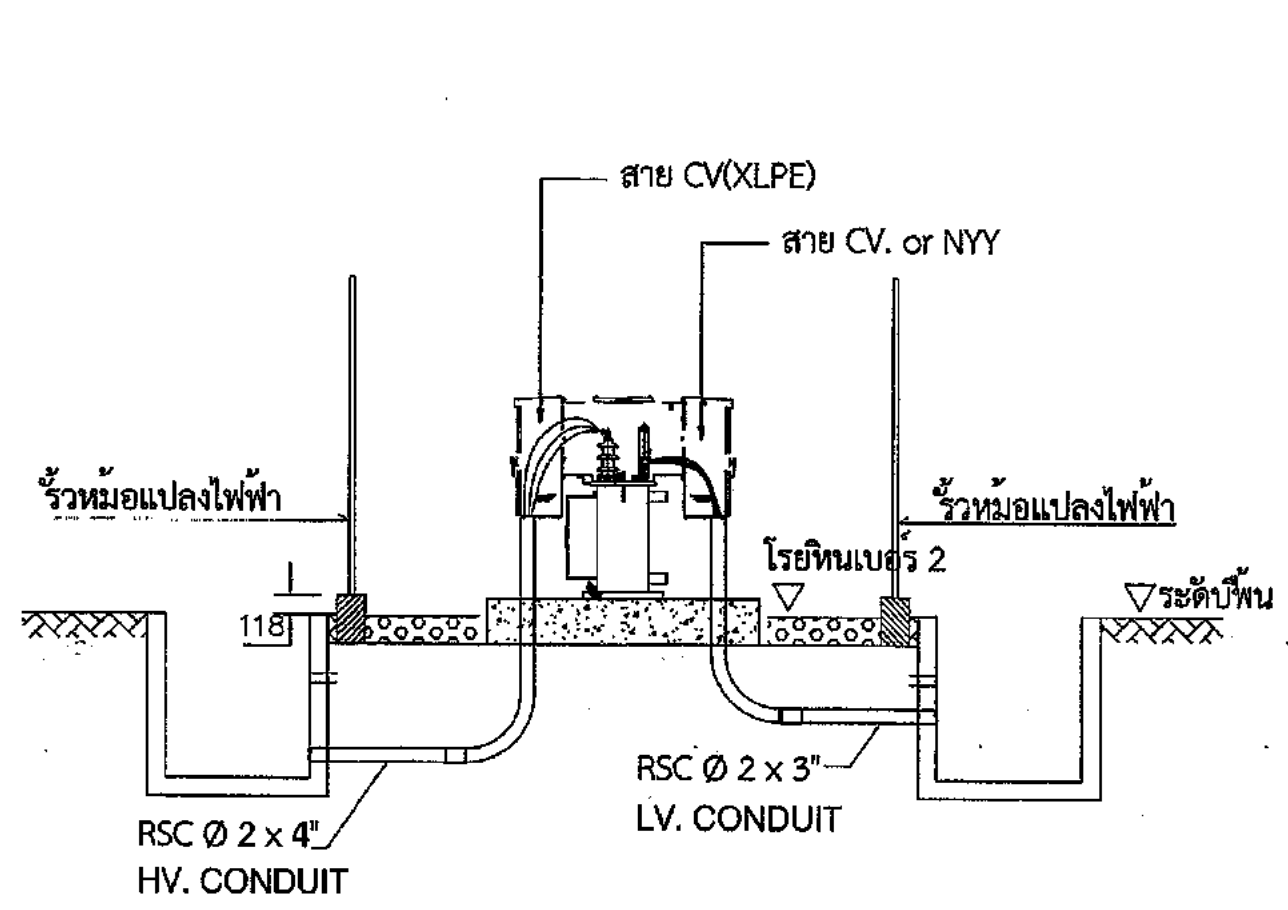 สาย CV(XLPE)
สาย CV. or NYY
รั้วหม้อแปลงไฟฟ้า
รั้วหม้อแปลงไฟฟ้า
โรยหินเบอร์ 2
ระดับพื้น
118
RSC Ø 2 x 3"
LV. CONDUIT
RSC Ø 2 x 4"
HV. CONDUIT